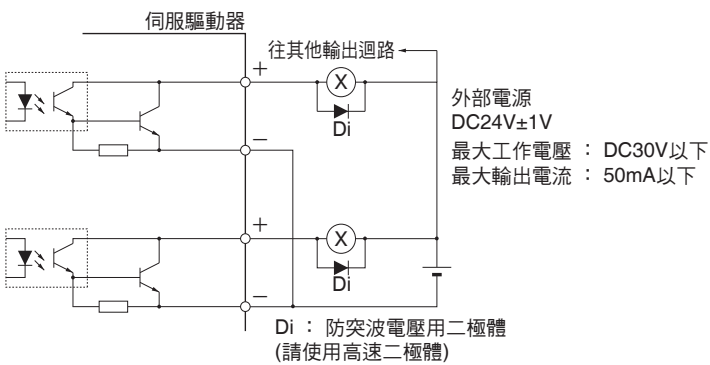 伺服驅動器
往其他輸出迴路
+
X
Di
−
外部電源
DC24V±1V
最大工作電壓 : DC30V以下
最大輸出電流 : 50mA以下
+
X
Di
−
Di : 防突波電壓用二極體
(請使用高速二極體)